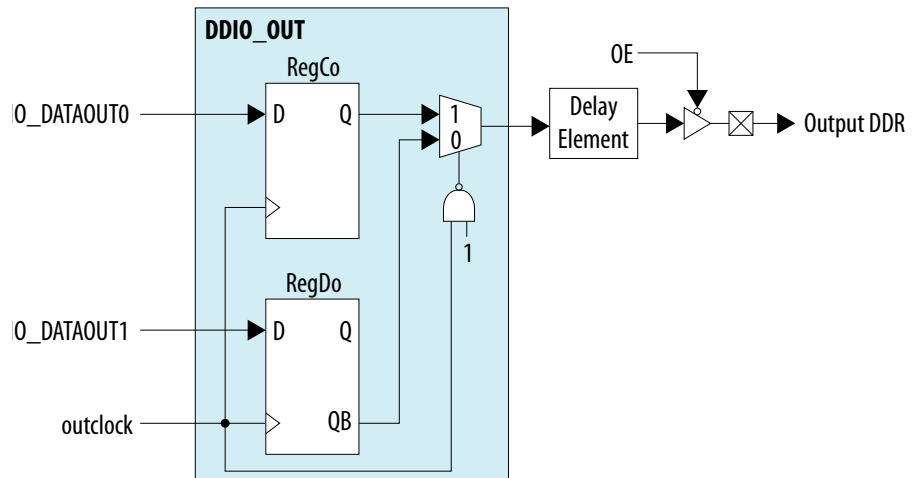 DDIO_OUT
RegCo
IO_DATAOUT0
D
Q
1
0
OE
Delay
Element
Output DDR
1
RegDo
IO_DATAOUT1
D
Q
outclock
QB